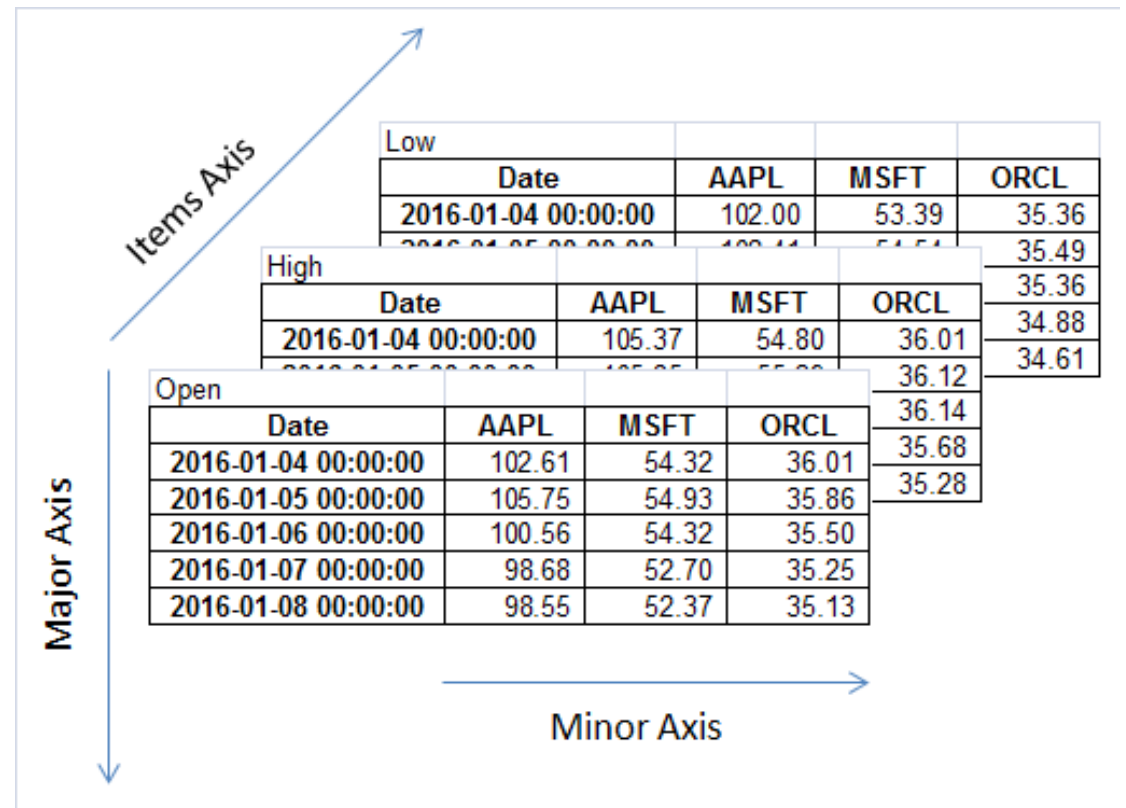 Items Axis
Low
Date AAPL MSFT ORCL
2016-01-04 00:00:00 102.00 53.39 35.36
35.49
35.36
34.88
34.61
High
Date AAPL MSFT ORCL
2016-01-04 00:00:00 105.37 54.80 36.01
36.12
36.14
35.68
35.28
Open
Date AAPL MSFT ORCL
2016-01-04 00:00:00 102.61 54.32 36.01
2016-01-05 00:00:00 105.75 54.93 35.86
2016-01-06 00:00:00 100.56 54.32 35.50
2016-01-07 00:00:00 98.68 52.70 35.25
2016-01-08 00:00:00 98.55 52.37 35.13
Major Axis
Minor Axis